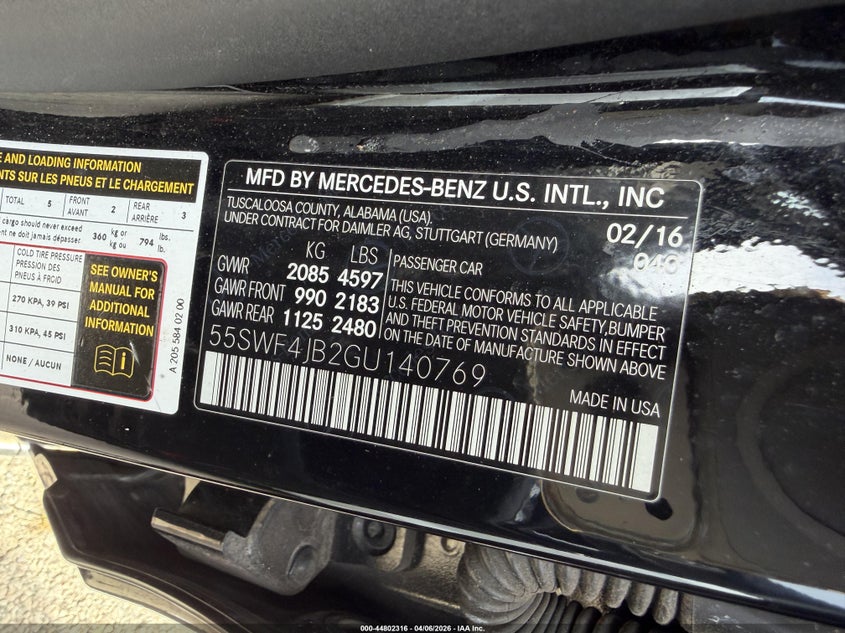 E AND LOADING INFORMATION
NTS SUR LES PNEUS ET LE CHARGEMENT
TOTAL 5 FRONT AVANT 2 REAR ARRIÈRE 3
cargo should never exceed 360 kg or kg ou 794 lbs. lb.
ent ne doit jamais dépasser
COLD TIRE PRESSURE
PRESSION DES
PNEUS À FROID
270 KPA, 39 PSI
310 KPA, 45 PSI
NONE / AUCUN
SEE OWNER'S
MANUAL FOR
ADDITIONAL
INFORMATION
A 205 584 02 00
MFD BY MERCEDES-BENZ U.S. INTL., INC
TUSCALOOSA COUNTY, ALABAMA (USA).
UNDER CONTRACT FOR DAIMLER AG, STUTTGART (GERMANY)
02/16
040
KG LBS
GVWR 2085 4597
GAWR FRONT 990 2183
GAWR REAR 1125 2480
PASSENGER CAR
THIS VEHICLE CONFORMS TO ALL APPLICABLE
U.S. FEDERAL MOTOR VEHICLE SAFETY, BUMPER
AND THEFT PREVENTION STANDARDS IN EFFECT
ON THE DATE OF MANUFACTURE SHOWN ABOVE
55SWF4JB2GU140769
MADE IN USA
000-44802316 - 04/06/2026 - IAA Inc.